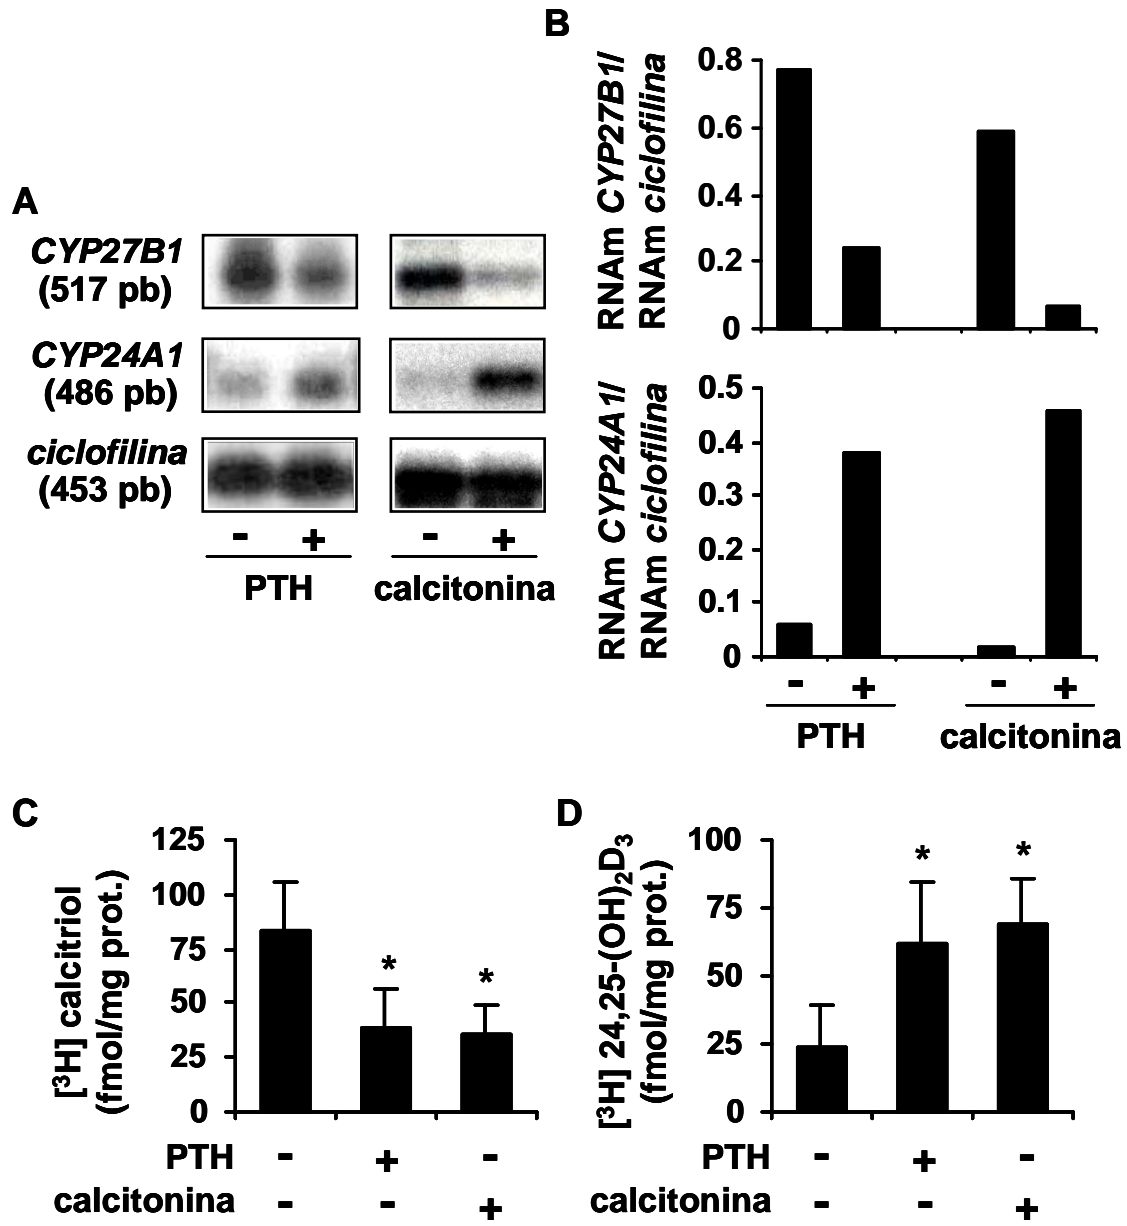 A
CYP27B1
(517 pb)
CYP24A1
(486 pb)
ciclofilina
(453 pb)
- + - +
PTH calcitonina
B
RNAm CYP27B1/
RNAm ciclofilina
0.8
0.6
0.4
0.2
0
RNAm CYP24A1/
RNAm ciclofilina
0.5
0.4
0.3
0.2
0.1
0
- + - +
PTH calcitonina
C
[³H] calcitriol
(fmol/mg prot.)
125
100
75
50
25
0
* *
PTH - + -
calcitonina - - +
D
[³H] 24,25-(OH)₂D₃
(fmol/mg prot.)
100
75
50
25
0
* *
PTH - + -
calcitonina - - +